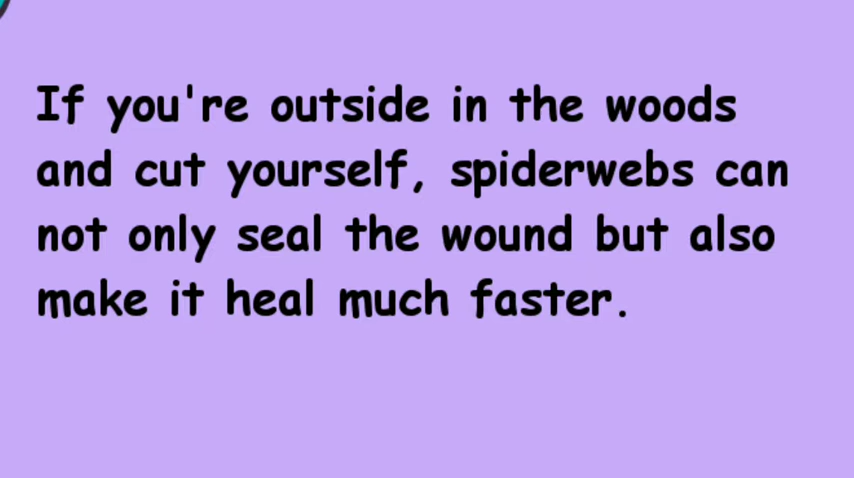 If you're outside in the woods
and cut yourself, spiderwebs can
not only seal the wound but also
make it heal much faster.